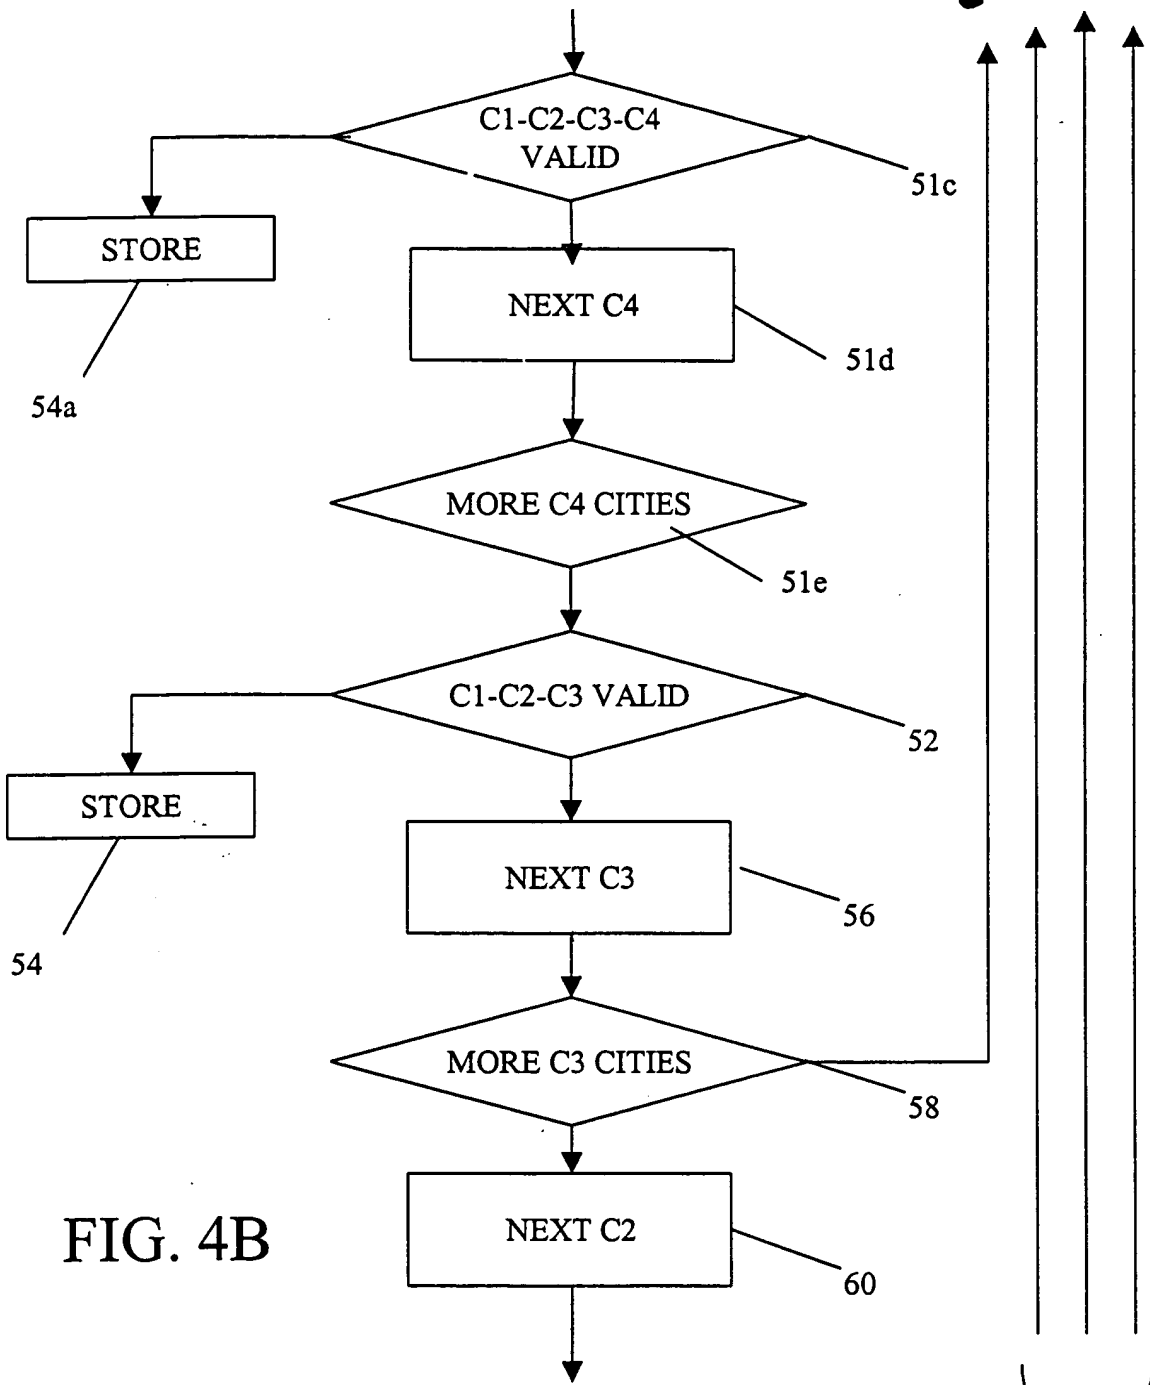 C1-C2-C3-C4
VALID
51c
STORE
54a
NEXT C4
51d
MORE C4 CITIES
51e
C1-C2-C3 VALID
52
STORE
54
NEXT C3
56
MORE C3 CITIES
58
NEXT C2
60
FIG. 4B